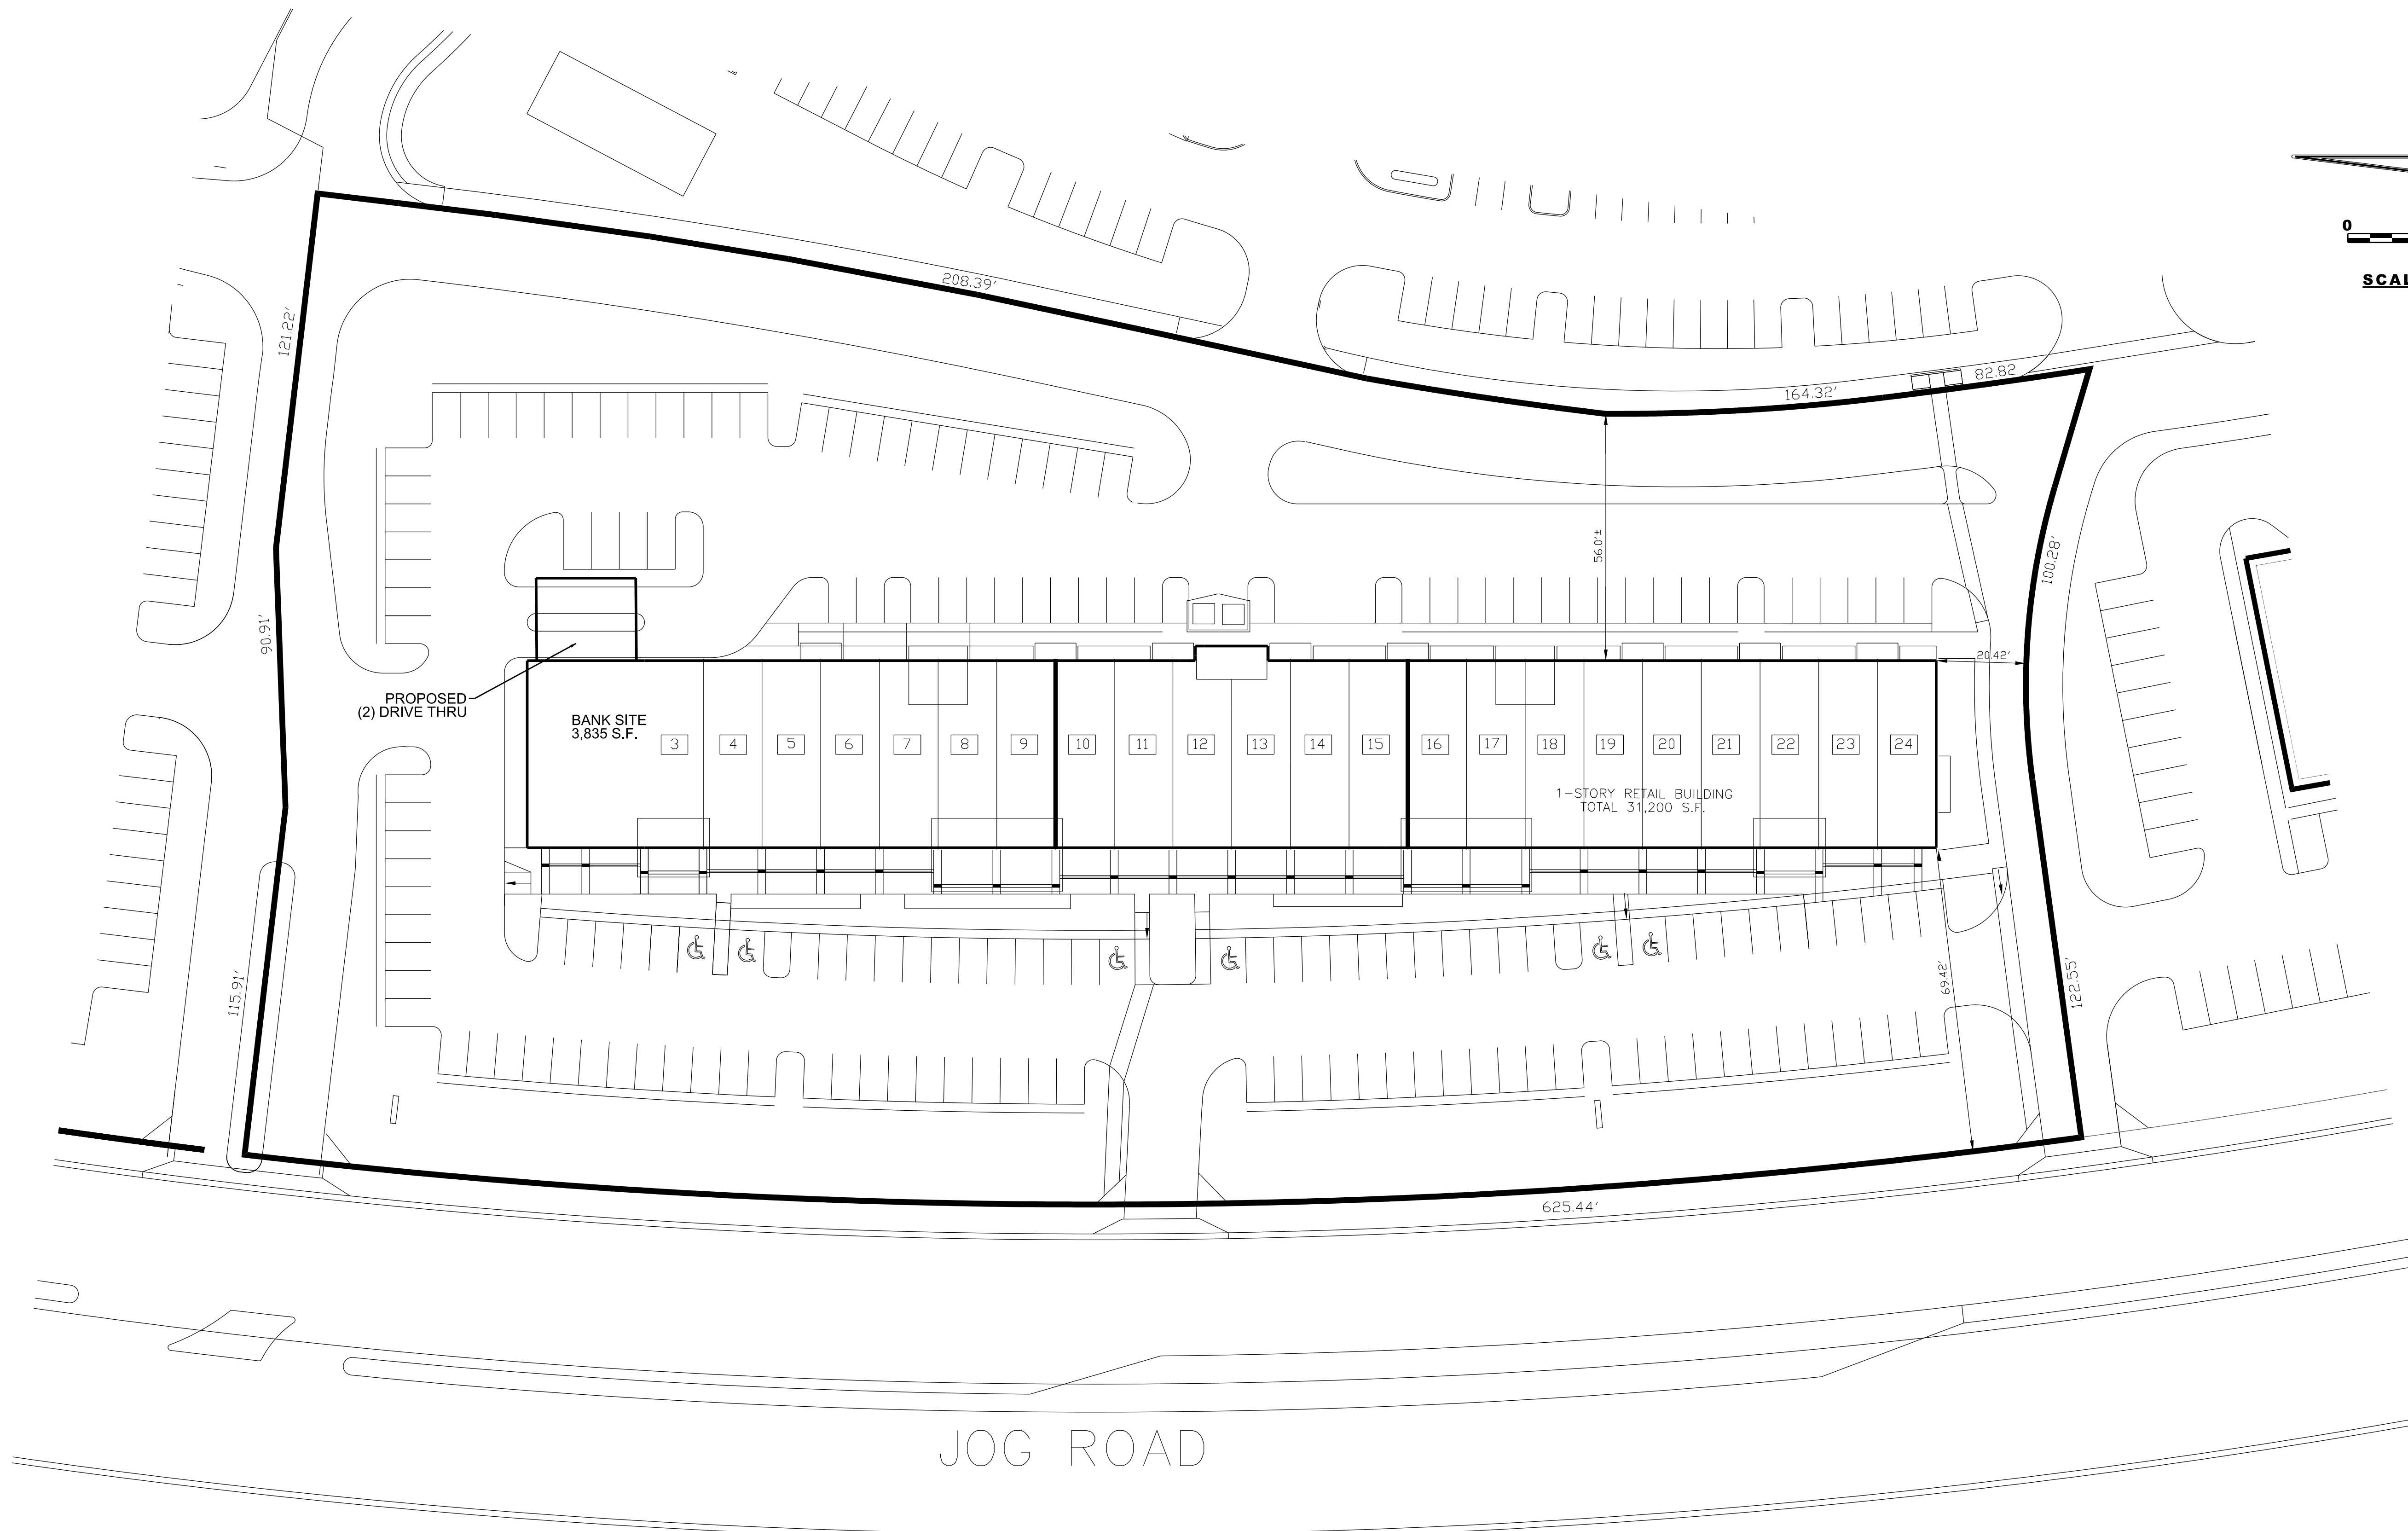 0
SCAL
208.39'
121.22'
164.32'
82.82
56.0'±
100.28'
90.91'
20.42'
PROPOSED
(2) DRIVE THRU
BANK SITE
3,835 S.F.
3 4 5 6 7 8 9 10 11 12 13 14 15 16 17 18 19 20 21 22 23 24
1-STORY RETAIL BUILDING
TOTAL 31,200 S.F.
115.91'
69.42'
122.55'
625.44'
JOG ROAD